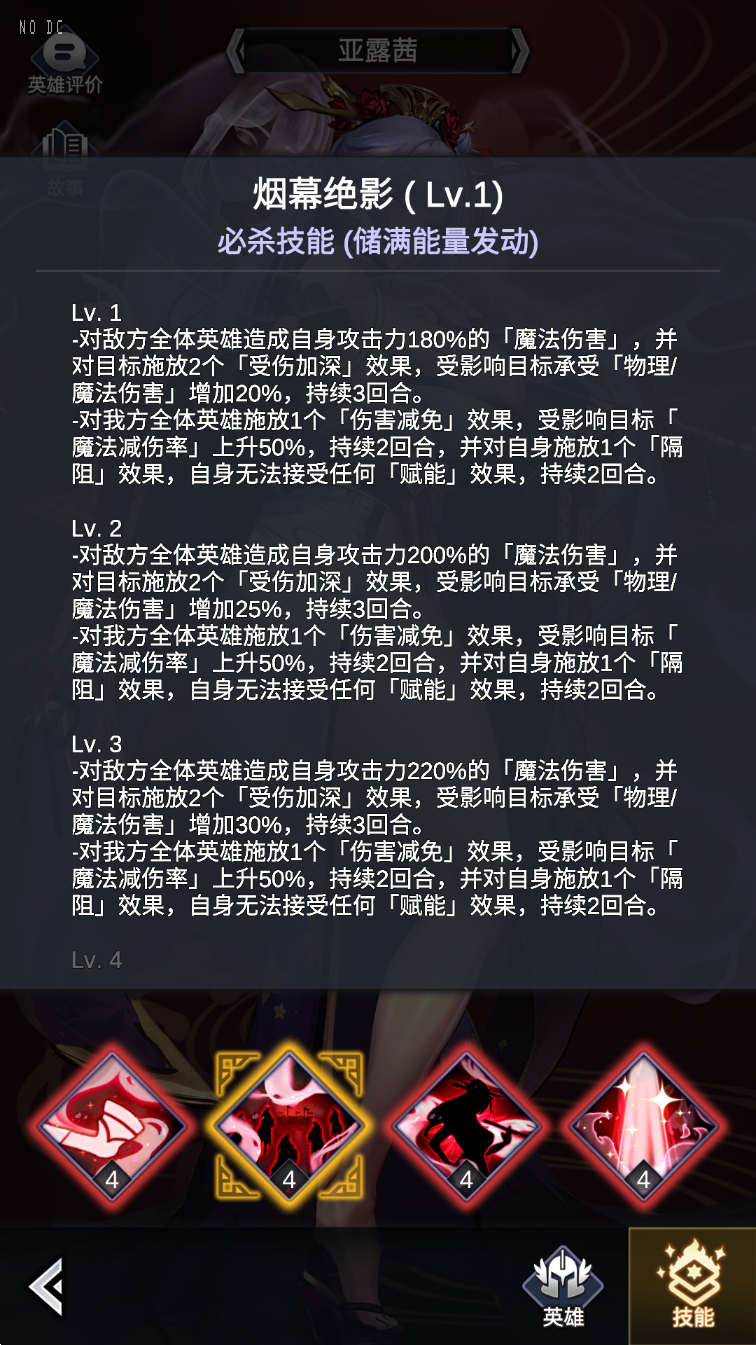 NO DC
亚露茜
英雄评价
故事
烟幕绝影 ( Lv.1)
必杀技能 (储满能量发动)
Lv. 1
-对敌方全体英雄造成自身攻击力180%的「魔法伤害」，并
对目标施放2个「受伤加深」效果，受影响目标承受「物理/
魔法伤害」增加20%，持续3回合。
-对我方全体英雄施放1个「伤害减免」效果，受影响目标「
魔法减伤率」上升50%，持续2回合，并对自身施放1个「隔
阻」效果，自身无法接受任何「赋能」效果，持续2回合。
Lv. 2
-对敌方全体英雄造成自身攻击力200%的「魔法伤害」，并
对目标施放2个「受伤加深」效果，受影响目标承受「物理/
魔法伤害」增加25%，持续3回合。
-对我方全体英雄施放1个「伤害减免」效果，受影响目标「
魔法减伤率」上升50%，持续2回合，并对自身施放1个「隔
阻」效果，自身无法接受任何「赋能」效果，持续2回合。
Lv. 3
-对敌方全体英雄造成自身攻击力220%的「魔法伤害」，并
对目标施放2个「受伤加深」效果，受影响目标承受「物理/
魔法伤害」增加30%，持续3回合。
-对我方全体英雄施放1个「伤害减免」效果，受影响目标「
魔法减伤率」上升50%，持续2回合，并对自身施放1个「隔
阻」效果，自身无法接受任何「赋能」效果，持续2回合。
Lv. 4
4 4 4 4
英雄 技能